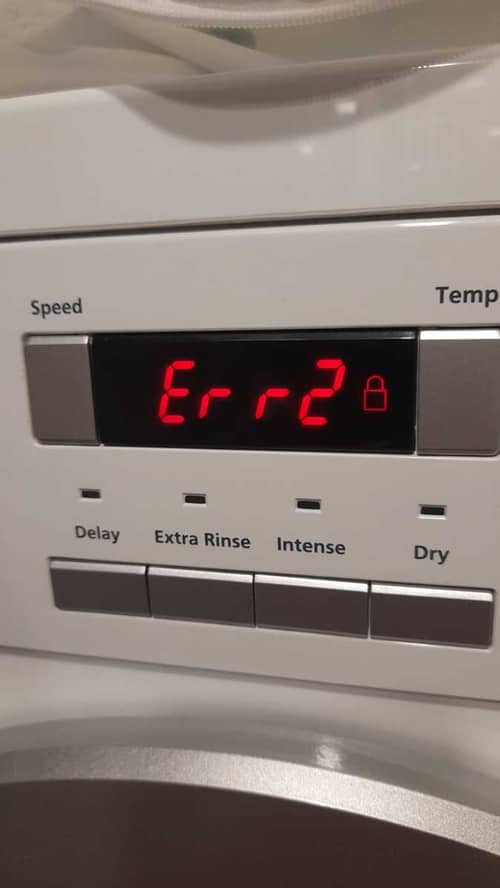 Speed
Temp
Err2
Delay
Extra Rinse
Intense
Dry